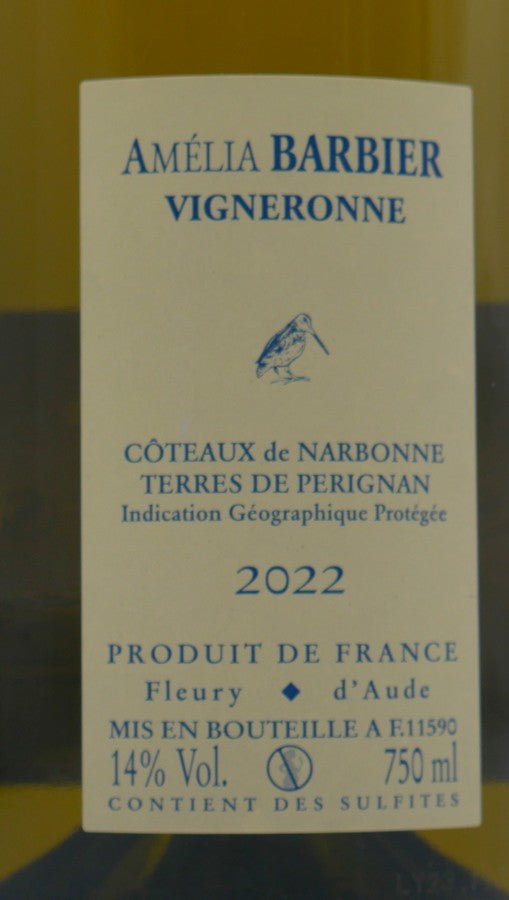 AMÉLIA BARBIER
VIGNERONNE
CÔTEAUX de NARBONNE
TERRES DE PERIGNAN
Indication Géographique Protégée
2022
PRODUIT DE FRANCE
Fleury ◆ d'Aude
MIS EN BOUTEILLE A F.11590
14% Vol. 750 ml
CONTIENT DES SULFITES